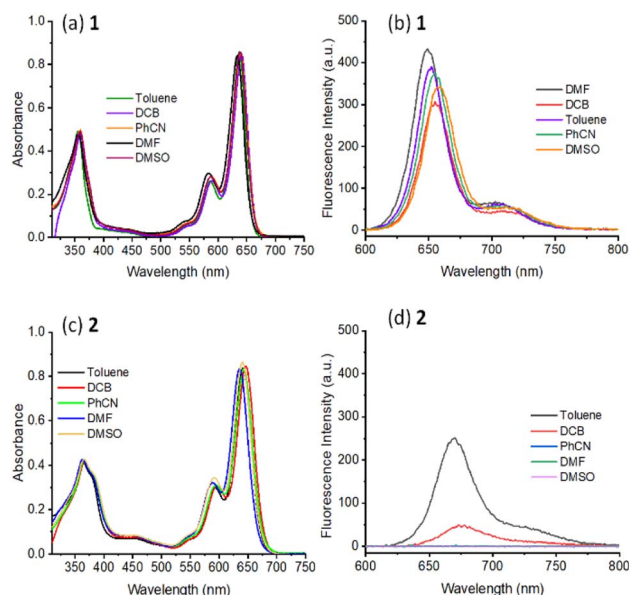 (a) 1
Absorbance
1.0
0.8
0.6
0.4
0.2
0.0
Toluene
DCB
PhCN
DMF
DMSO
350 400 450 500 550 600 650 700 750
Wavelength (nm)
(b) 1
Fluorescence Intensity (a.u.)
500
400
300
200
100
0
DMF
DCB
Toluene
PhCN
DMSO
600 650 700 750 800
Wavelength (nm)
(c) 2
Absorbance
1.0
0.8
0.6
0.4
0.2
0.0
Toluene
DCB
PhCN
DMF
DMSO
350 400 450 500 550 600 650 700 750
Wavelength (nm)
(d) 2
Fluorescence Intensity (a.u.)
500
400
300
200
100
0
Toluene
DCB
PhCN
DMF
DMSO
600 650 700 750 800
Wavelength (nm)